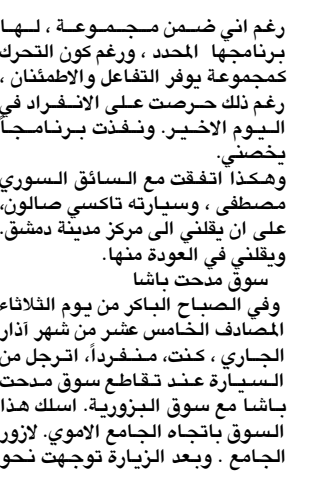 رغم اني ضمن مجموعة ، لها
برنامجها المحدد ، ورغم كون التحرك
كمجموعة يوفر التفاعل والاطمئنان ،
رغم ذلك حرصت على الانفراد في
اليوم الاخير. ونفذت برنامجاً
يخصني.
وهكذا اتفقت مع السائق السوري
مصطفى ، وسيارته تاكسي صالون،
على ان يقلني الى مركز مدينة دمشق.
ويقلني في العودة منها.
سوق مدحت باشا
وفي الصباح الباكر من يوم الثلاثاء
المصادف الخامس عشر من شهر آذار
الجاري ، كنت، منفرداً، اترجل من
السيارة عند تقاطع سوق مدحت
باشا مع سوق البزورية. اسلك هذا
السوق باتجاه الجامع الاموي. لازور
الجامع . وبعد الزيارة توجهت نحو